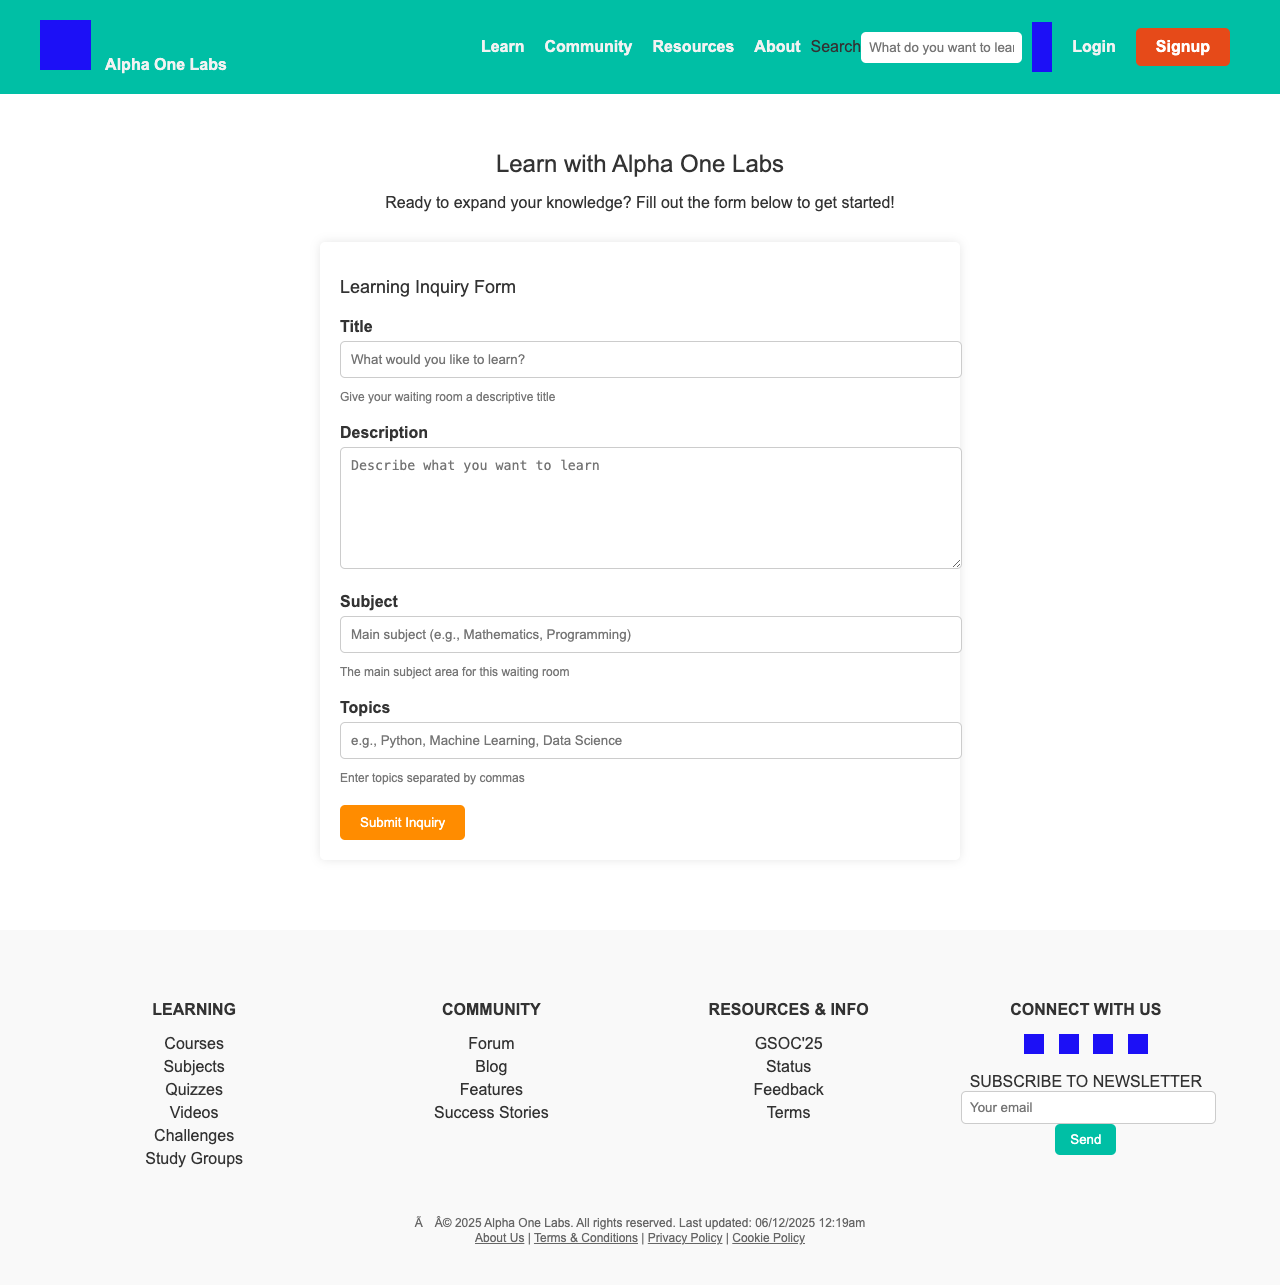 Alpha One Labs
Learn Community Resources About Search What do you want to lear Login Signup
Learn with Alpha One Labs
Ready to expand your knowledge? Fill out the form below to get started!
Learning Inquiry Form
Title
What would you like to learn?
Give your waiting room a descriptive title
Description
Describe what you want to learn
Subject
Main subject (e.g., Mathematics, Programming)
The main subject area for this waiting room
Topics
e.g., Python, Machine Learning, Data Science
Enter topics separated by commas
Submit Inquiry
LEARNING
Courses
Subjects
Quizzes
Videos
Challenges
Study Groups
COMMUNITY
Forum
Blog
Features
Success Stories
RESOURCES & INFO
GSOC'25
Status
Feedback
Terms
CONNECT WITH US
SUBSCRIBE TO NEWSLETTER
Your email
Send
Ã Â© 2025 Alpha One Labs. All rights reserved. Last updated: 06/12/2025 12:19am
About Us | Terms & Conditions | Privacy Policy | Cookie Policy